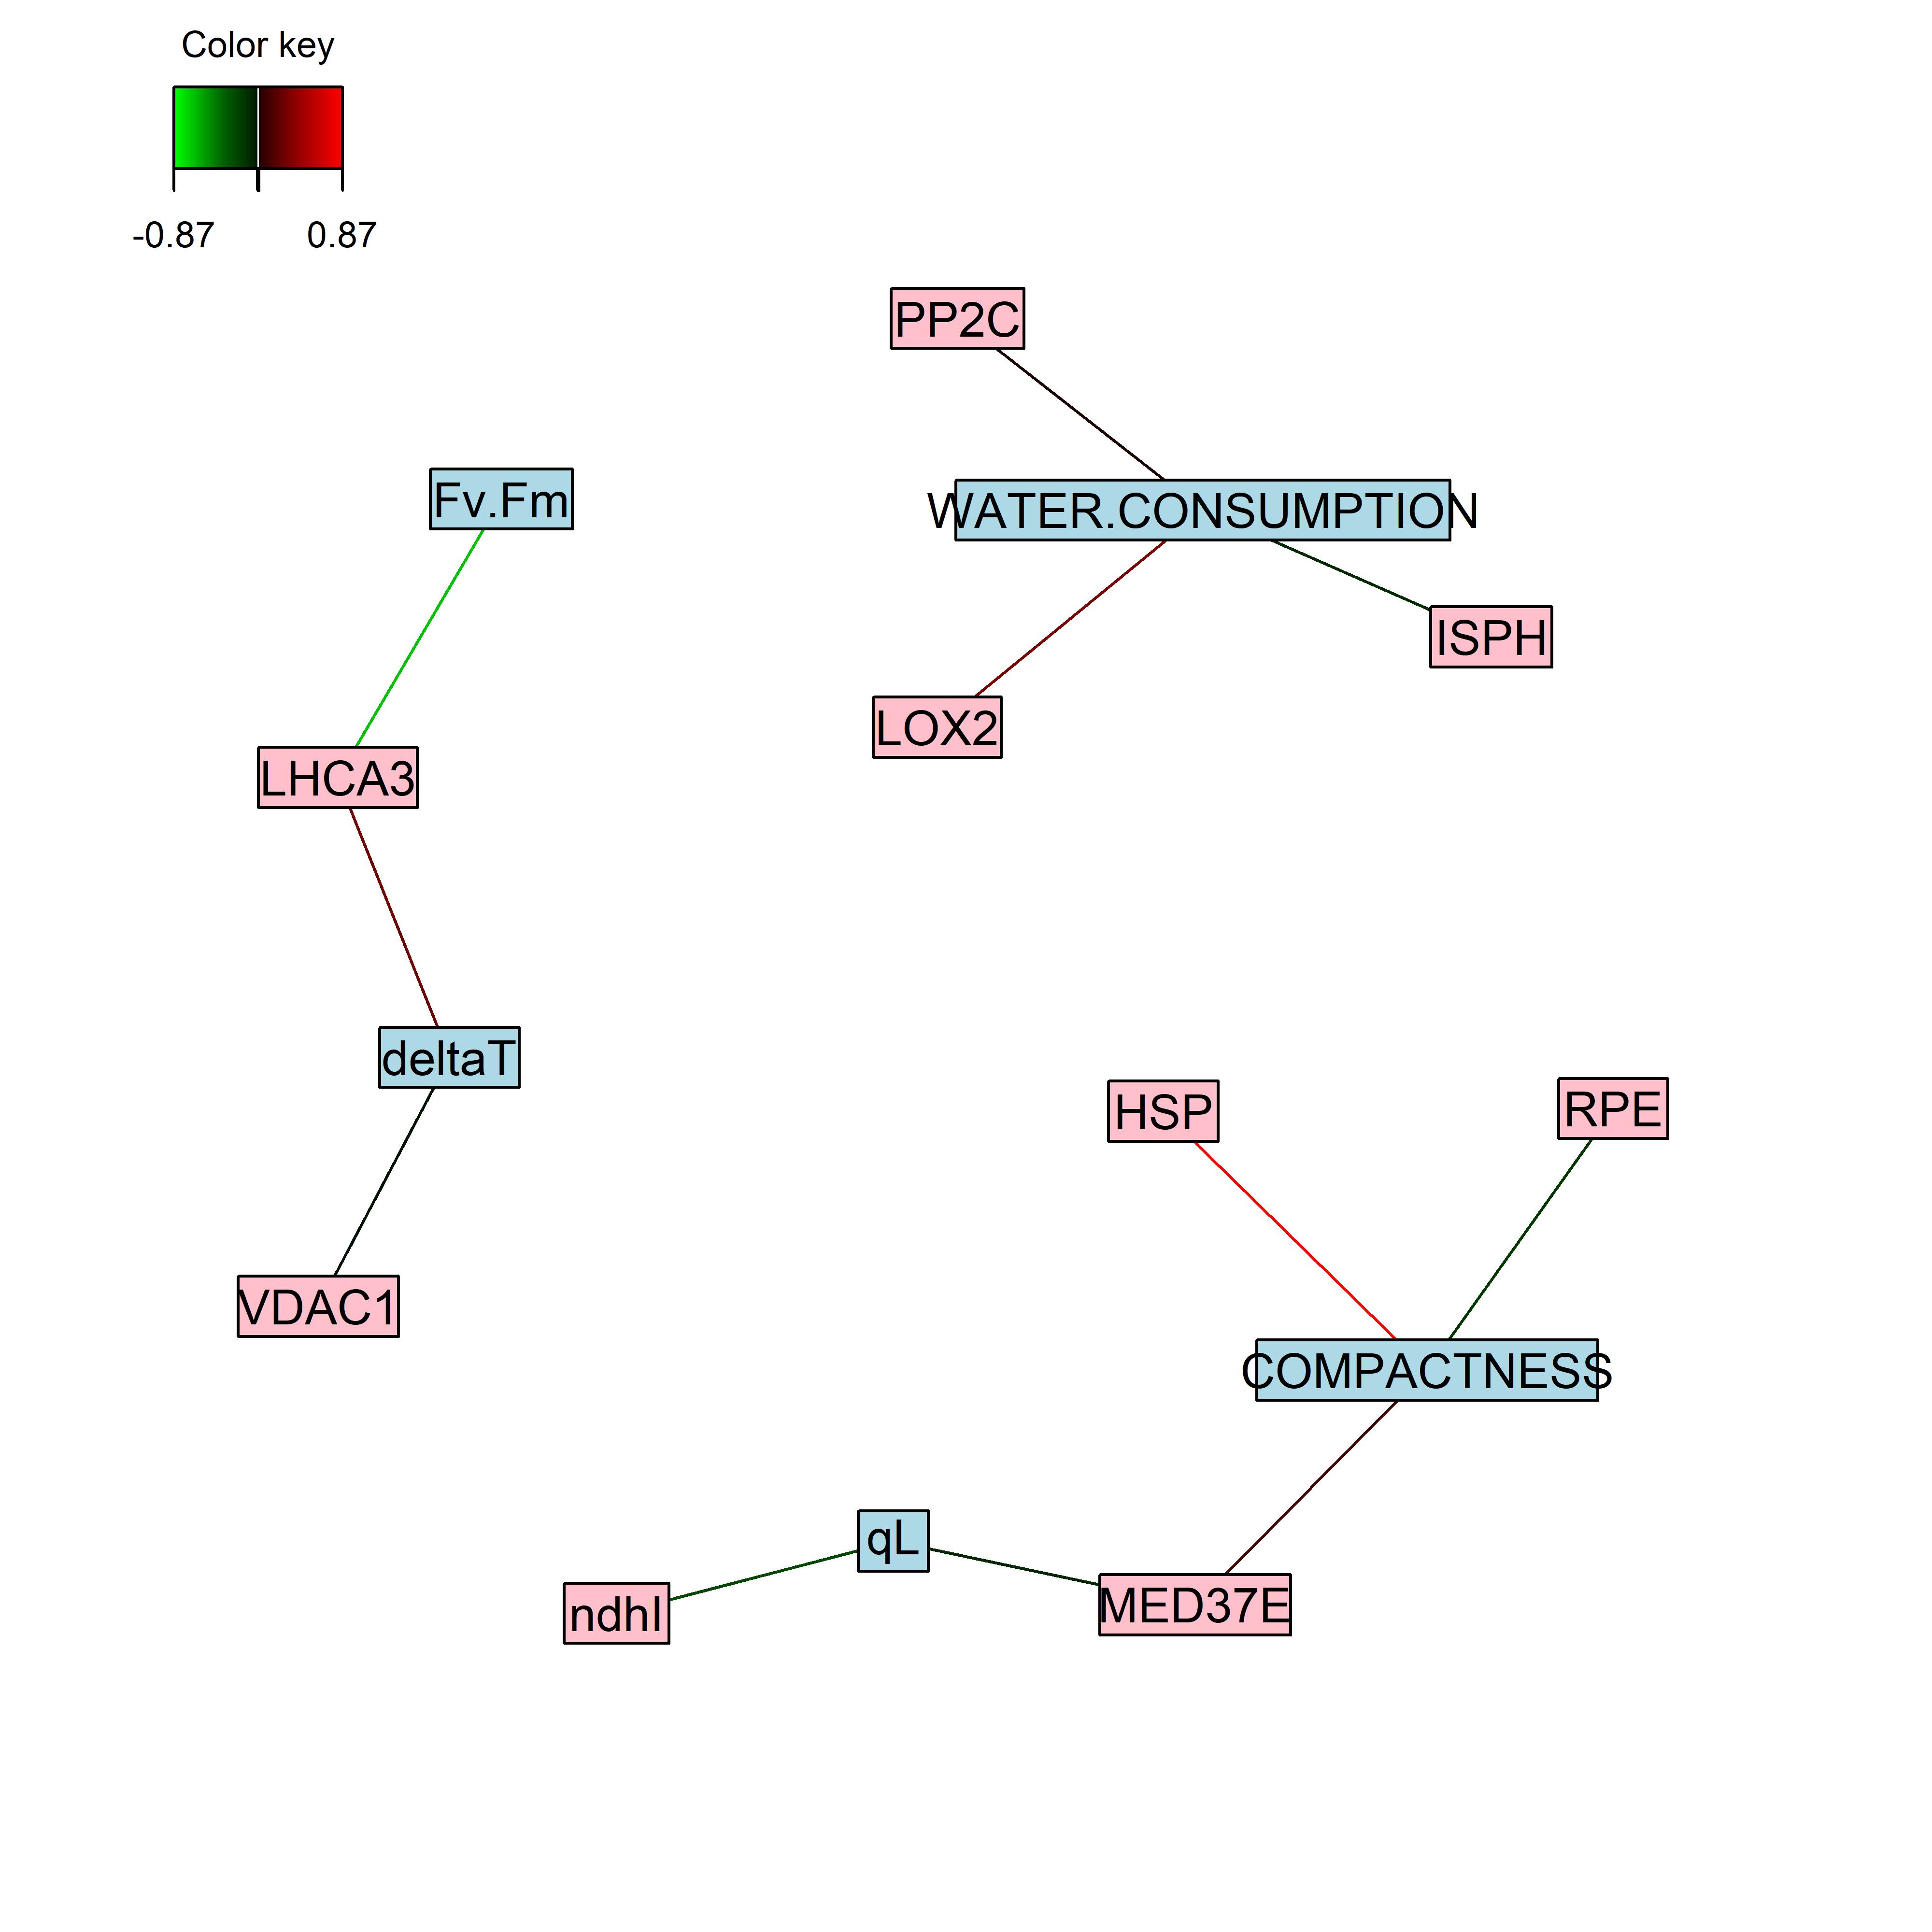 Color key
-0.87 0.87
PP2C
Fv.Fm
WATER.CONSUMPTION
ISPH
LOX2
LHCA3
deltaT
HSP
RPE
VDAC1
COMPACTNESS
qL
MED37E
ndhI